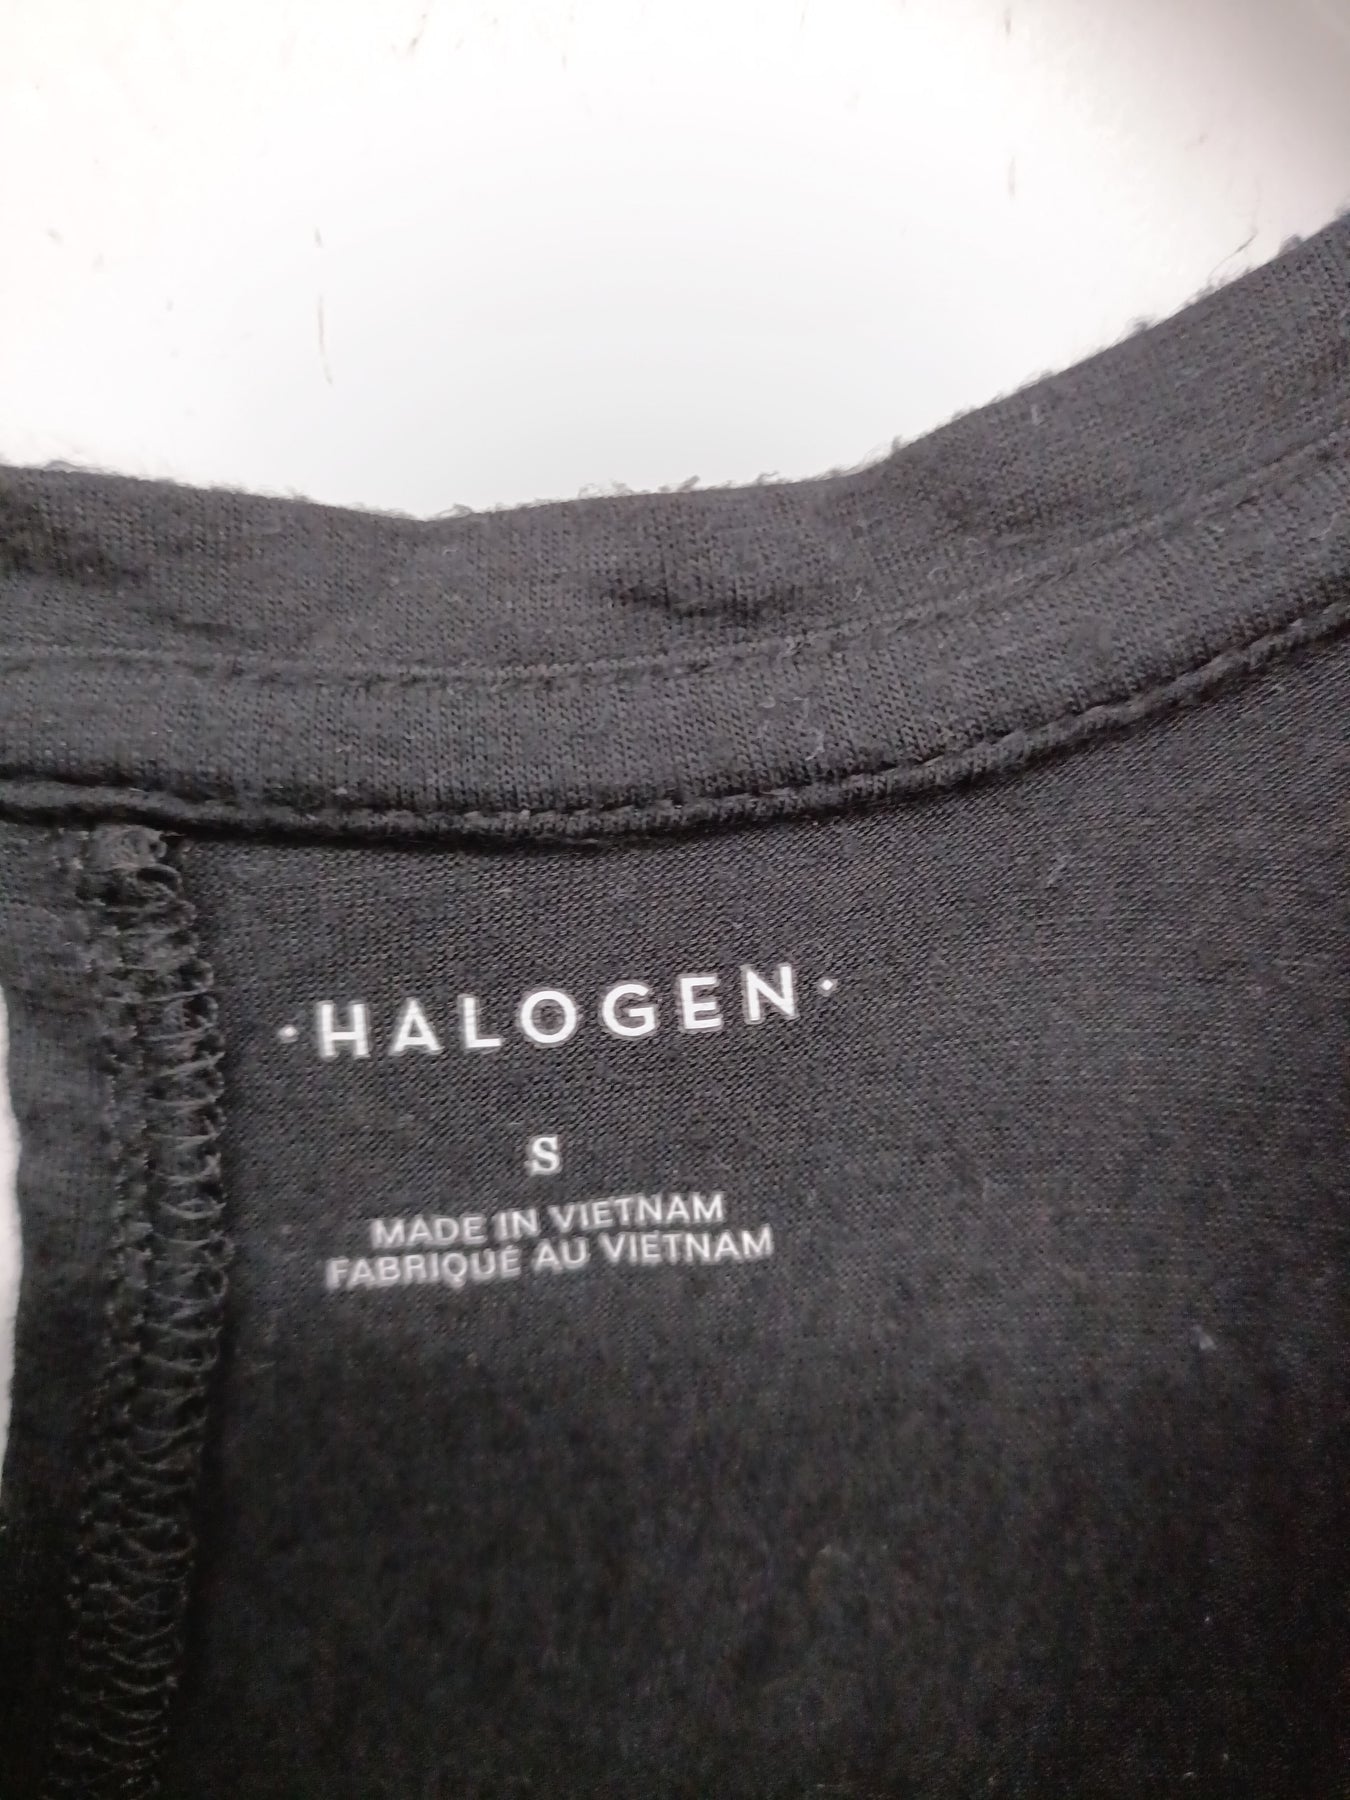 ·HALOGEN·
S
MADE IN VIETNAM
FABRIQUÉ AU VIETNAM